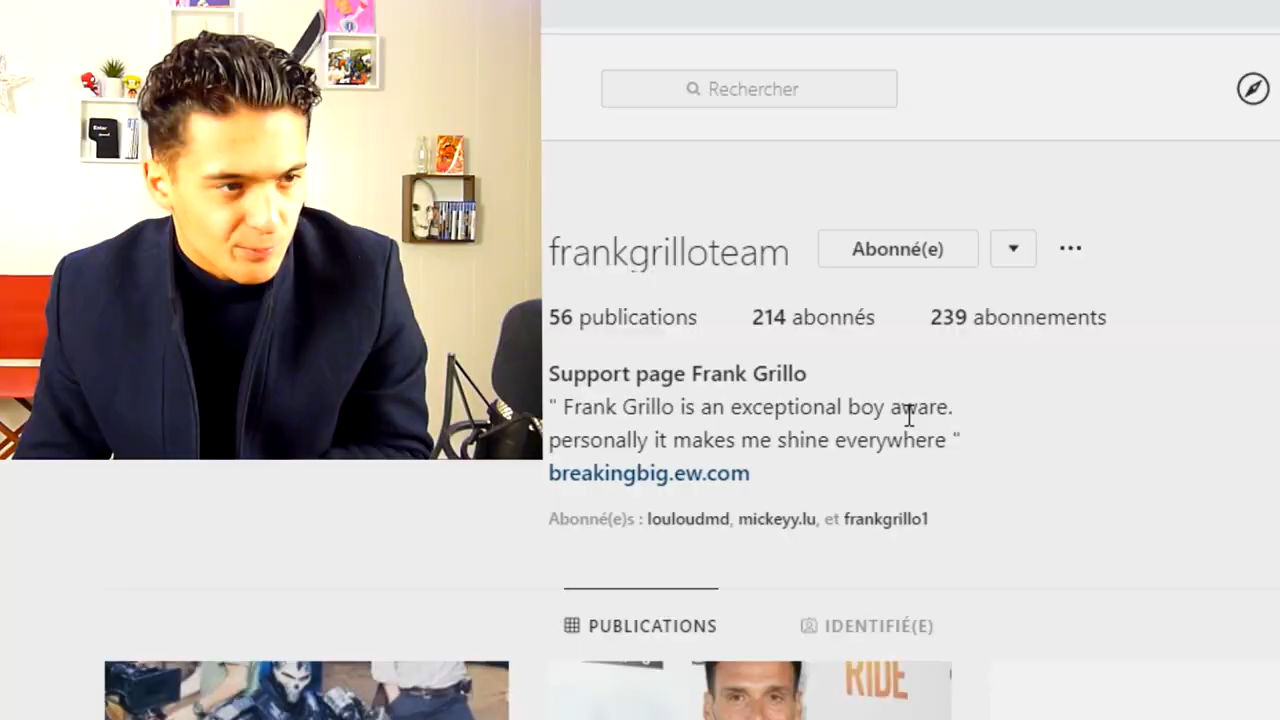 Enter
Rechercher
frankgrilloteam
Abonné(e)
56 publications 214 abonnés 239 abonnements
Support page Frank Grillo
" Frank Grillo is an exceptional boy aware.
personally it makes me shine everywhere "
breakingbig.ew.com
Abonné(e)s : louloudmd, mickeyy.lu, et frankgrillo1
PUBLICATIONS IDENTIFIÉ(E)
RIDE